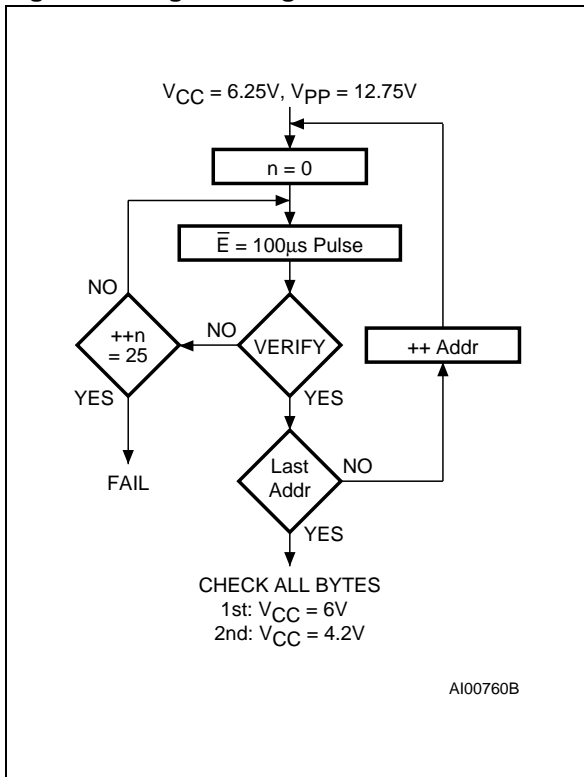 VCC = 6.25V, VPP = 12.75V
n = 0
E̅ = 100μs Pulse
NO
++n
= 25
NO
VERIFY
++ Addr
YES
YES
FAIL
Last
Addr
NO
YES
CHECK ALL BYTES
1st: VCC = 6V
2nd: VCC = 4.2V
AI00760B